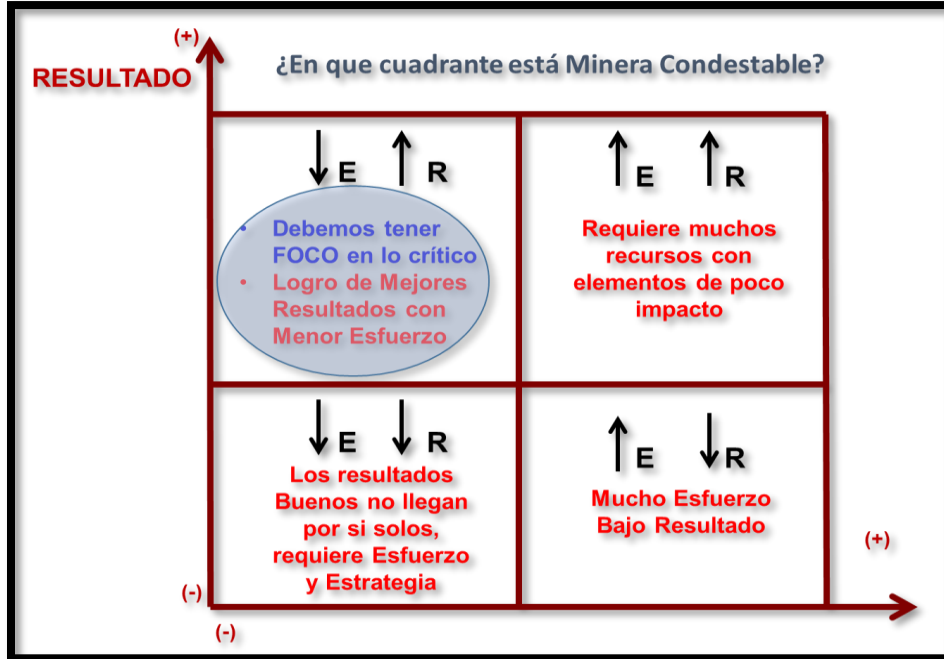 (+)
RESULTADO
¿En que cuadrante está Minera Condestable?
E R
• Debemos tener
FOCO en lo crítico
• Logro de Mejores
Resultados con
Menor Esfuerzo
E R
Requiere muchos
recursos con
elementos de poco
impacto
E R
Los resultados
Buenos no llegan
por si solos,
requiere Esfuerzo
y Estrategia
E R
Mucho Esfuerzo
Bajo Resultado
(+)
(-)
(-)